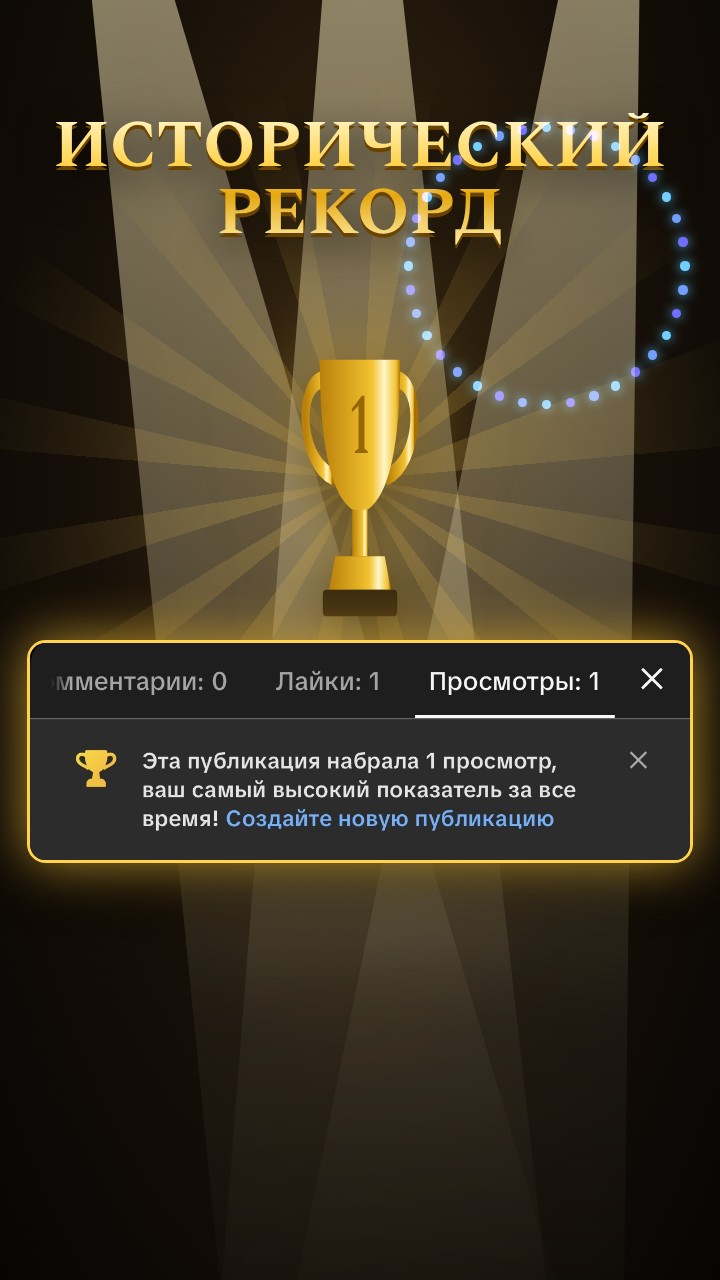 ИСТОРИЧЕСКИЙ
РЕКОРД
1
мментарии: 0 Лайки: 1 Просмотры: 1
Эта публикация набрала 1 просмотр,
ваш самый высокий показатель за все
время! Создайте новую публикацию